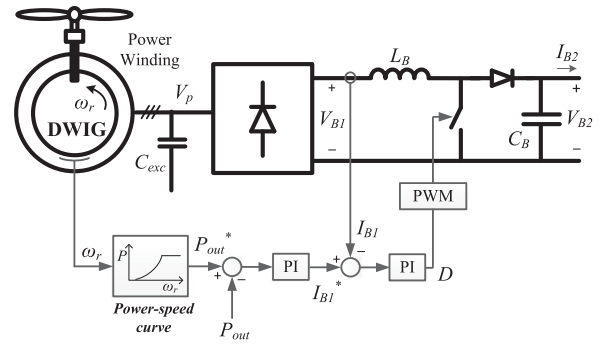 Power
Winding
L_B
I_B2
ω_r
V_p
+
+
DWIG
V_B1
C_B
V_B2
C_exc
−
−
PWM
I_B1
ω_r
P
P_out*
+
−
−
PI
+
PI
D
ω_r
I_B1*
Power-speed
curve
P_out